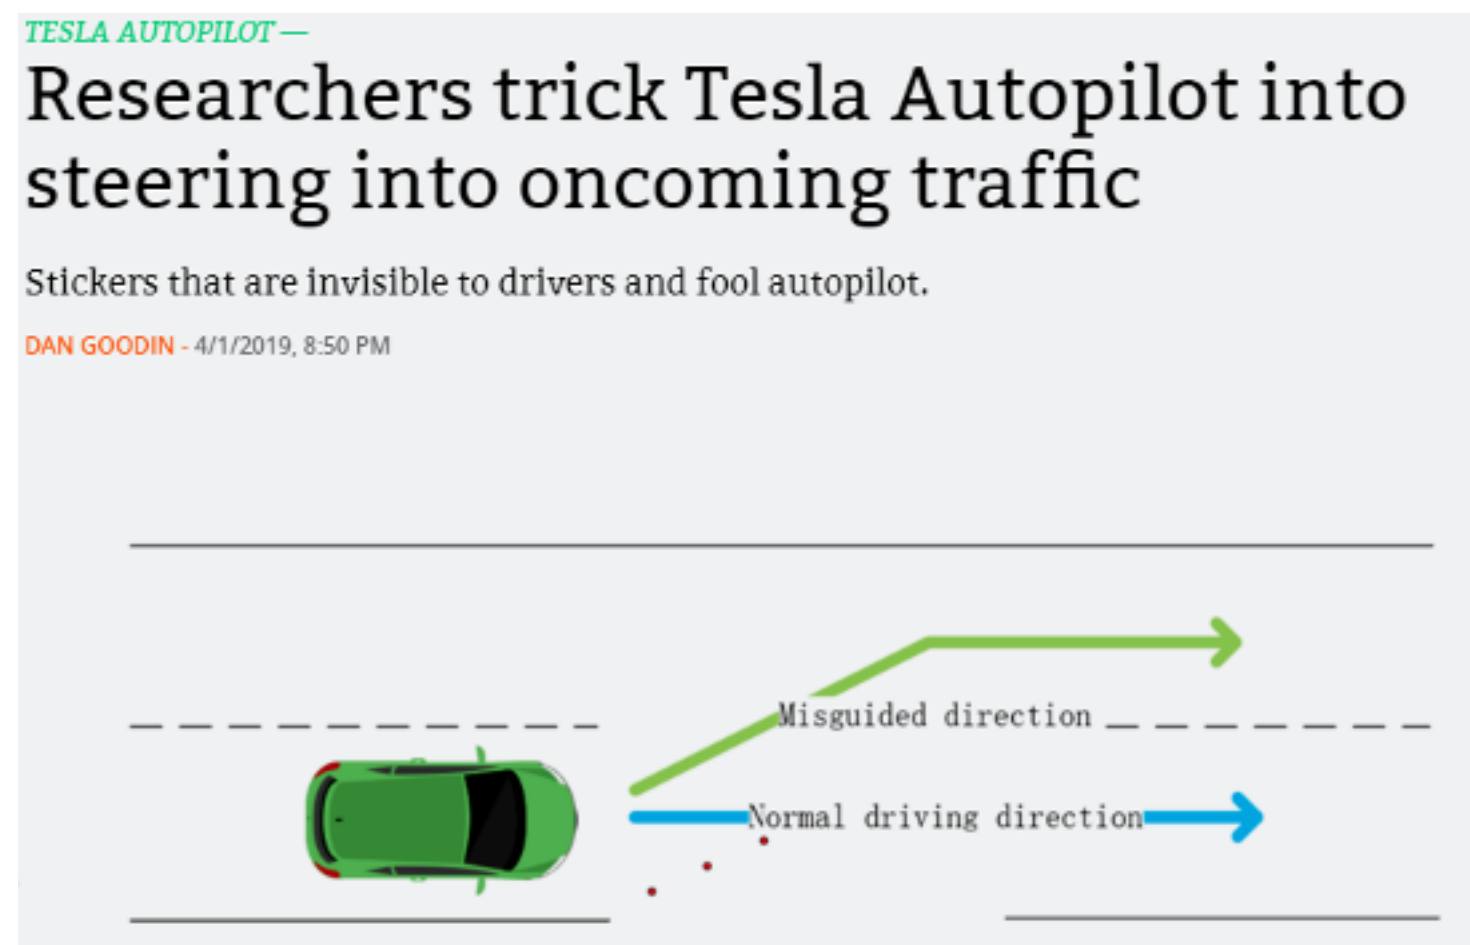 TESLA AUTOPILOT —
Researchers trick Tesla Autopilot into
steering into oncoming traffic
Stickers that are invisible to drivers and fool autopilot.
DAN GOODIN - 4/1/2019, 8:50 PM
Misguided direction
Normal driving direction